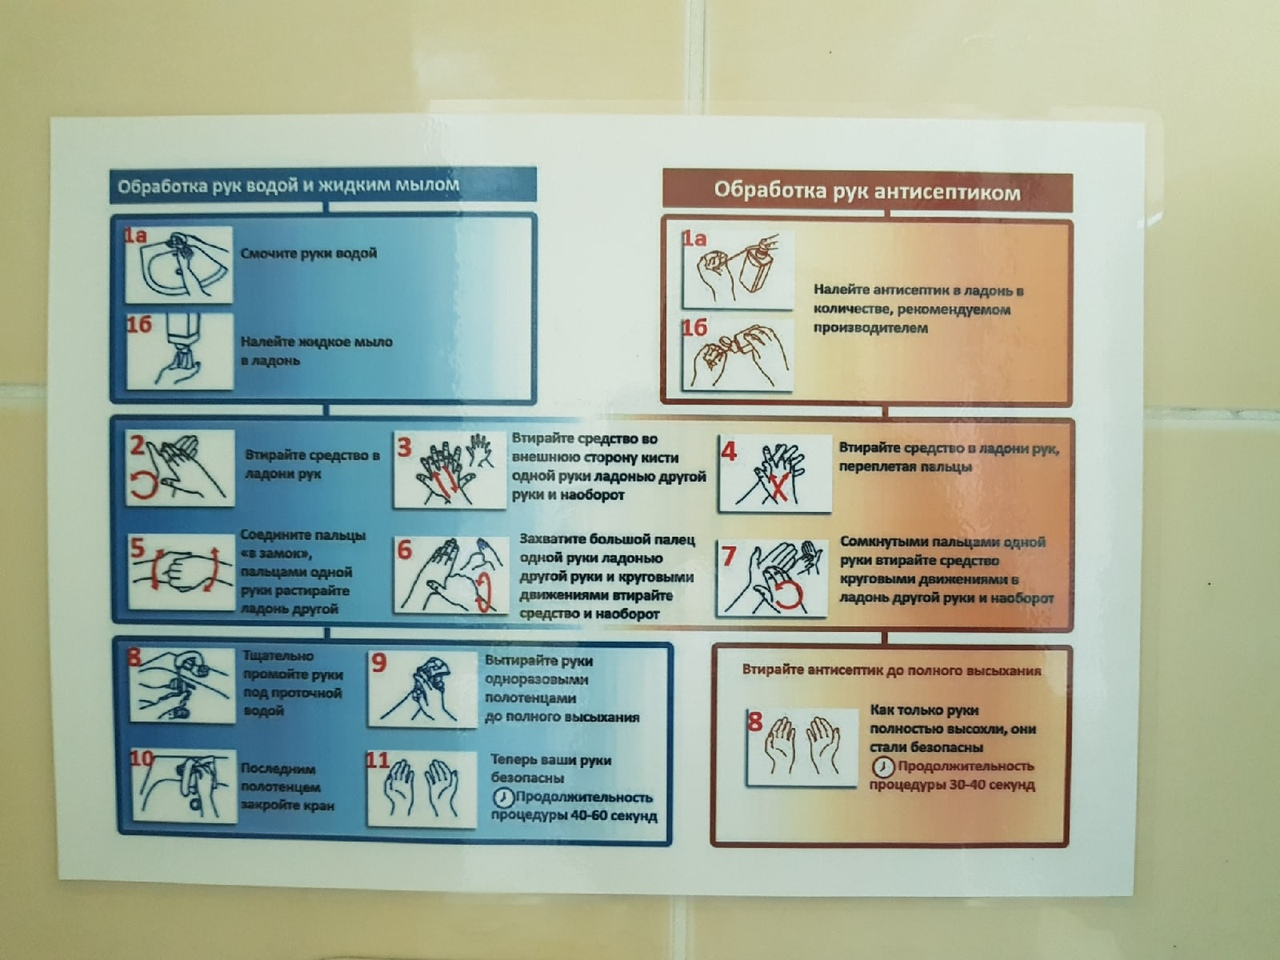 Обработка рук водой и жидким мылом
1а
Смочите руки водой
1б
Налейте жидкое мыло
в ладонь
Обработка рук антисептиком
1а
1б
Налейте антисептик в ладонь в
количестве, рекомендуемом
производителем
2
Втирайте средство в
ладони рук
3
Втирайте средство во
внешнюю сторону кисти
одной руки ладонью другой
руки и наоборот
4
Втирайте средство в ладони рук,
переплетая пальцы
5
Соедините пальцы
«в замок»,
пальцами одной
руки растирайте
ладонь другой
6
Захватите большой палец
одной руки ладонью
другой руки и круговыми
движениями втирайте
средство и наоборот
7
Сомкнутыми пальцами одной
руки втирайте средство
круговыми движениями в
ладонь другой руки и наоборот
8
Тщательно
промойте руки
под проточной
водой
9
Вытирайте руки
одноразовыми
полотенцами
до полного высыхания
10
Последним
полотенцем
закройте кран
11
Теперь ваши руки
безопасны
Продолжительность
процедуры 40-60 секунд
Втирайте антисептик до полного высыхания
8
Как только руки
полностью высохли, они
стали безопасны
Продолжительность
процедуры 30-40 секунд